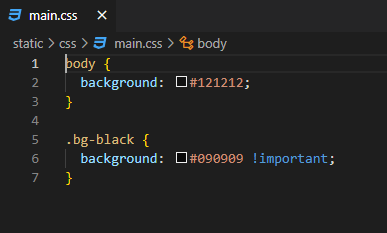 main.css ×
static > css > main.css > body
1 body {
2   background: #121212;
3 }
4
5 .bg-black {
6   background: #090909 !important;
7 }